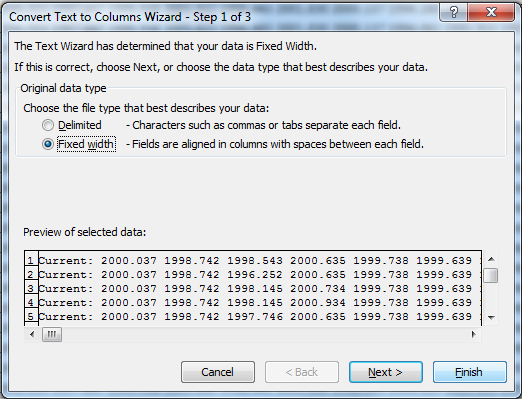 Convert Text to Columns Wizard - Step 1 of 3
The Text Wizard has determined that your data is Fixed Width.
If this is correct, choose Next, or choose the data type that best describes your data.
Original data type
Choose the file type that best describes your data:
Delimited - Characters such as commas or tabs separate each field.
Fixed width - Fields are aligned in columns with spaces between each field.
Preview of selected data:
1 Current: 2000.037 1998.742 1998.543 2000.635 1999.738 1999.639
2 Current: 2000.037 1998.742 1996.252 2000.635 1999.738 1999.639
3 Current: 2000.037 1998.742 1998.145 2000.934 1999.738 1999.639
4 Current: 2000.037 1998.742 1998.145 2000.734 1999.738 1999.639
5 Current: 2000.037 1998.742 1997.746 2000.635 1999.738 1999.639
Cancel < Back Next > Finish